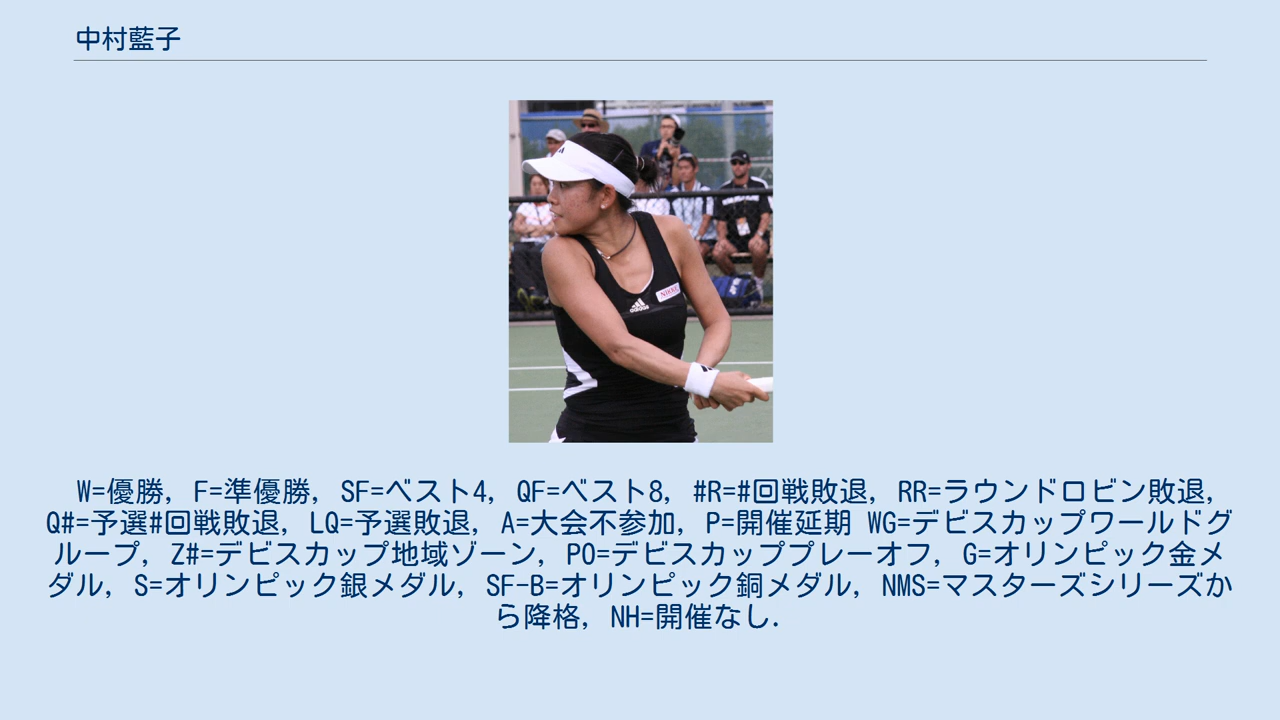 中村藍子
adidas
W=優勝, F=準優勝, SF=ベスト4, QF=ベスト8, #R=#回戦敗退, RR=ラウンドロビン敗退,
Q#=予選#回戦敗退, LQ=予選敗退, A=大会不参加, P=開催延期 WG=デビスカップワールドグ
ループ, Z#=デビスカップ地域ゾーン, PO=デビスカッププレーオフ, G=オリンピック金メ
ダル, S=オリンピック銀メダル, SF-B=オリンピック銅メダル, NMS=マスターズシリーズか
ら降格, NH=開催なし.